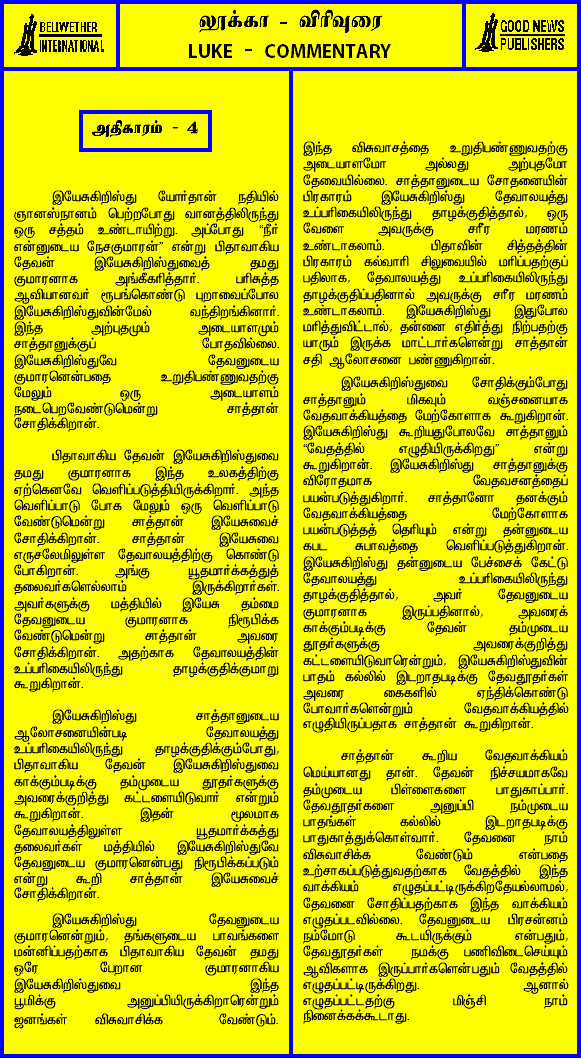 BELIWETHER
INTERNATIONAL
லூக்கா - விரிவுரை
LUKE - COMMENTARY
GOOD NEWS
PUBLISHERS
அதிகாரம் - 4
இயேசுகிறிஸ்து யோர்தான் நதியில்
ஞானஸ்நானம் பெற்றபோது வானத்திலிருந்து
ஒரு சத்தம் உண்டாயிற்று. அப்போது “நீர்
என்னுடைய நேசகுமாரன்” என்று பிதாவாகிய
தேவன் இயேசுகிறிஸ்துவைத் தமது
குமாரனாக அங்கீகரித்தார். பரிசுத்த
ஆவியானவர் ரூபங்கொண்டு புறாவைப்போல
இயேசுகிறிஸ்துவின்மேல் வந்திறங்கினார்.
இந்த அற்புதமும் அடையாளமும்
சாத்தானுக்குப் போதவில்லை.
இயேசுகிறிஸ்துவே தேவனுடைய
குமாரனென்பதை உறுதிபண்ணுவதற்கு
மேலும் ஒரு அடையாளம்
நடைபெறவேண்டுமென்று சாத்தான்
சோதிக்கிறான்.
பிதாவாகிய தேவன் இயேசுகிறிஸ்துவை
தமது குமாரனாக இந்த உலகத்திற்கு
ஏற்கெனவே வெளிப்படுத்தியிருக்கிறார். அந்த
வெளிப்பாடு போக மேலும் ஒரு வெளிப்பாடு
வேண்டுமென்று சாத்தான் இயேசுவைச்
சோதிக்கிறான். சாத்தான் இயேசுவை
எருசலேமிலுள்ள தேவாலயத்திற்கு கொண்டு
போகிறான். அங்கு யூதமார்க்கத்துத்
தலைவர்களெல்லாம் இருக்கிறார்கள்.
அவர்களுக்கு மத்தியில் இயேசு தம்மை
தேவனுடைய குமாரனாக நிரூபிக்க
வேண்டுமென்று சாத்தான் அவரை
சோதிக்கிறான். அதற்காக தேவாலயத்தின்
உப்பரிகையிலிருந்து தாழக்குதிக்குமாறு
கூறுகிறான்.
இயேசுகிறிஸ்து சாத்தானுடைய
ஆலோசனையின்படி தேவாலயத்து
உப்பரிகையிலிருந்து தாழக்குதிக்கும்போது,
பிதாவாகிய தேவன் இயேசுகிறிஸ்துவை
காக்கும்படிக்கு தம்முடைய தூதர்களுக்கு
அவரைக்குறித்து கட்டளையிடுவார் என்றும்
கூறுகிறான். இதன் மூலமாக
தேவாலயத்திலுள்ள யூதமார்க்கத்து
தலைவர்கள் மத்தியில் இயேசுகிறிஸ்துவே
தேவனுடைய குமாரனென்பது நிரூபிக்கப்படும்
என்று கூறி சாத்தான் இயேசுவைச்
சோதிக்கிறான்.
இயேசுகிறிஸ்து தேவனுடைய
குமாரனென்றும், தங்களுடைய பாவங்களை
மன்னிப்பதற்காக பிதாவாகிய தேவன் தமது
ஒரே பேறான குமாரனாகிய
இயேசுகிறிஸ்துவை இந்த
பூமிக்கு அனுப்பியிருக்கிறாரென்றும்
ஜனங்கள் விசுவாசிக்க வேண்டும்.
இந்த விசுவாசத்தை உறுதிபண்ணுவதற்கு
அடையாளமோ அல்லது அற்புதமோ
தேவையில்லை. சாத்தானுடைய சோதனையின்
பிரகாரம் இயேசுகிறிஸ்து தேவாலயத்து
உப்பரிகையிலிருந்து தாழக்குதித்தால், ஒரு
வேளை அவருக்கு சரீர மரணம்
உண்டாகலாம். பிதாவின் சித்தத்தின்
பிரகாரம் கல்வாரி சிலுவையில் மரிப்பதற்குப்
பதிலாக, தேவாலயத்து உப்பரிகையிலிருந்து
தாழக்குதிப்பதினால் அவருக்கு சரீர மரணம்
உண்டாகலாம். இயேசுகிறிஸ்து இதுபோல
மரித்துவிட்டால், தன்னை எதிர்த்து நிற்பதற்கு
யாரும் இருக்க மாட்டார்களென்று சாத்தான்
சதி ஆலோசனை பண்ணுகிறான்.
இயேசுகிறிஸ்துவை சோதிக்கும்போது
சாத்தானும் மிகவும் வஞ்சனையாக
வேதவாக்கியத்தை மேற்கோளாக கூறுகிறான்.
இயேசுகிறிஸ்து கூறியதுபோலவே சாத்தானும்
“வேதத்தில் எழுதியிருக்கிறது” என்று
கூறுகிறான். இயேசுகிறிஸ்து சாத்தானுக்கு
விரோதமாக வேதவசனத்தைப்
பயன்படுத்துகிறார். சாத்தானோ தனக்கும்
வேதவாக்கியத்தை மேற்கோளாக
பயன்படுத்தத் தெரியும் என்று தன்னுடைய
கபட சுபாவத்தை வெளிப்படுத்துகிறான்.
இயேசுகிறிஸ்து தன்னுடைய பேச்சைக் கேட்டு
தேவாலயத்து உப்பரிகையிலிருந்து
தாழக்குதித்தால், அவர் தேவனுடைய
குமாரனாக இருப்பதினால், அவரைக்
காக்கும்படிக்கு தேவன் தம்முடைய
தூதர்களுக்கு அவரைக்குறித்து
கட்டளையிடுவாரென்றும், இயேசுகிறிஸ்துவின்
பாதம் கல்லில் இடறாதபடிக்கு தேவதூதர்கள்
அவரை கைகளில் ஏந்திக்கொண்டு
போவார்களென்றும் வேதவாக்கியத்தில்
எழுதியிருப்பதாக சாத்தான் கூறுகிறான்.
சாத்தான் கூறிய வேதவாக்கியம்
மெய்யானது தான். தேவன் நிச்சயமாகவே
தம்முடைய பிள்ளைகளை பாதுகாப்பார்.
தேவதூதர்களை அனுப்பி நம்முடைய
பாதங்கள் கல்லில் இடறாதபடிக்கு
பாதுகாத்துக்கொள்வார். தேவனை நாம்
விசுவாசிக்க வேண்டும் என்பதை
உற்சாகப்படுத்துவதற்காக வேதத்தில் இந்த
வாக்கியம் எழுதப்பட்டிருக்கிறதேயல்லாமல்,
தேவனை சோதிப்பதற்காக இந்த வாக்கியம்
எழுதப்படவில்லை. தேவனுடைய பிரசன்னம்
நம்மோடு கூடயிருக்கும் என்பதும்,
தேவதூதர்கள் நமக்கு பணிவிடைசெய்யும்
ஆவிகளாக இருப்பார்களென்பதும் வேதத்தில்
எழுதப்பட்டிருக்கிறது. ஆனால்
எழுதப்பட்டதற்கு மிஞ்சி நாம்
நினைக்கக்கூடாது.